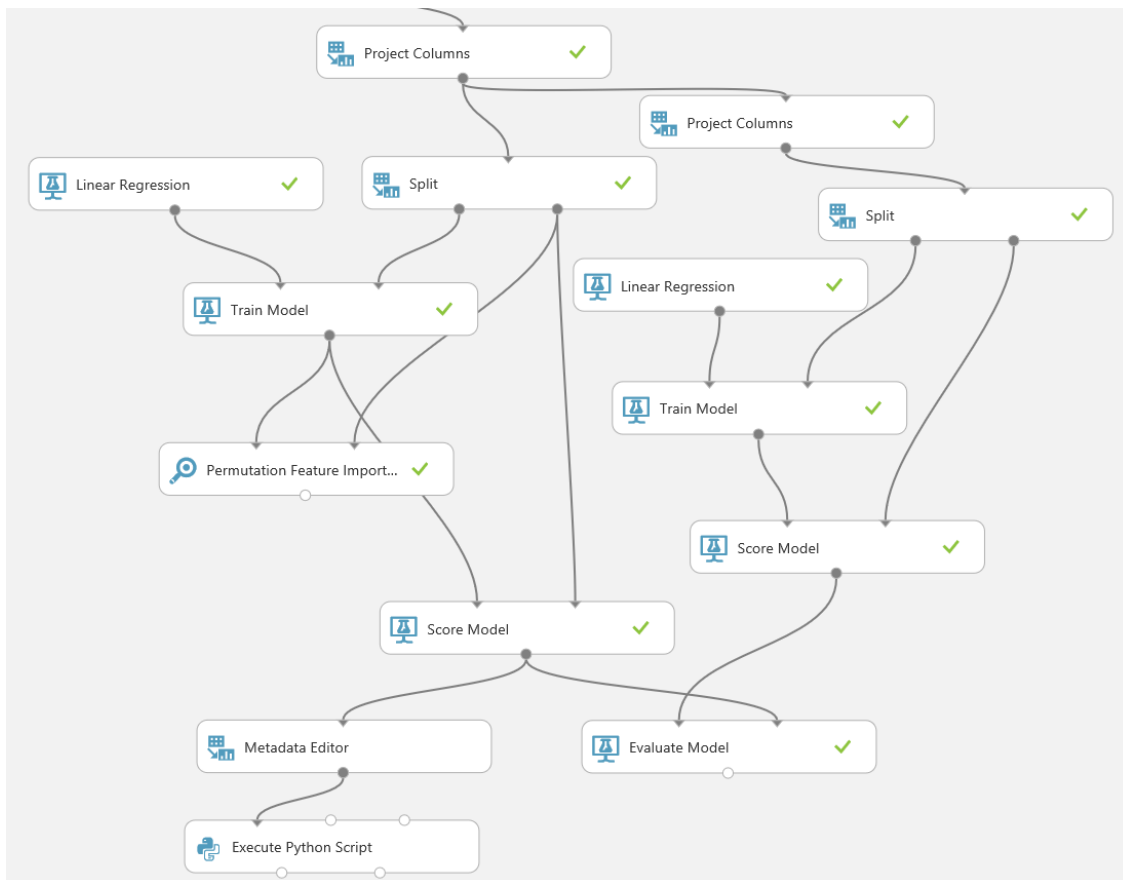 Project Columns
Project Columns
Linear Regression
Split
Split
Linear Regression
Train Model
Train Model
Permutation Feature Import...
Score Model
Score Model
Metadata Editor
Evaluate Model
Execute Python Script